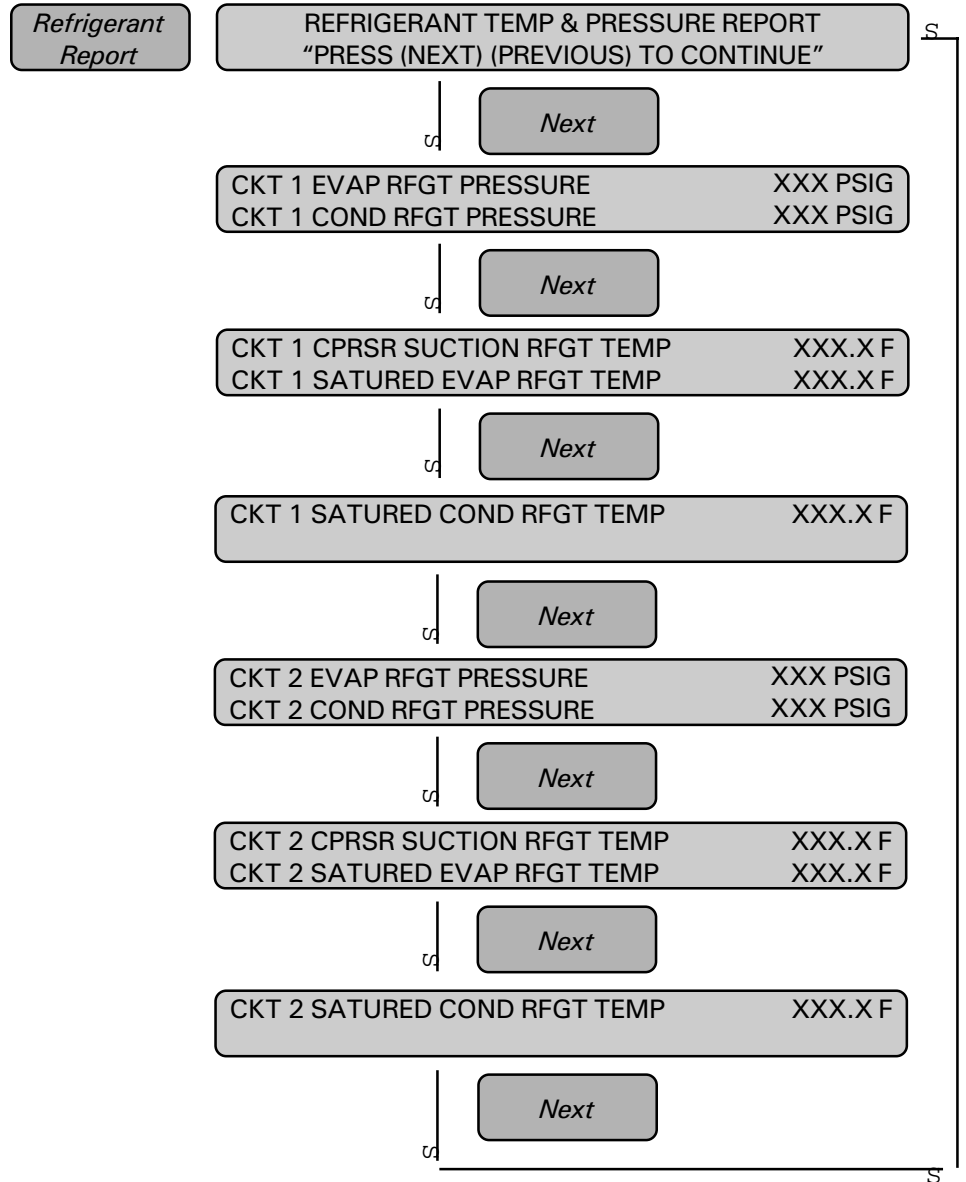 Refrigerant
Report
REFRIGERANT TEMP & PRESSURE REPORT
“PRESS (NEXT) (PREVIOUS) TO CONTINUE”
S
S
Next
CKT 1 EVAP RFGT PRESSURE XXX PSIG
CKT 1 COND RFGT PRESSURE XXX PSIG
S
Next
CKT 1 CPRSR SUCTION RFGT TEMP XXX.X F
CKT 1 SATURED EVAP RFGT TEMP XXX.X F
S
Next
CKT 1 SATURED COND RFGT TEMP XXX.X F
S
Next
CKT 2 EVAP RFGT PRESSURE XXX PSIG
CKT 2 COND RFGT PRESSURE XXX PSIG
S
Next
CKT 2 CPRSR SUCTION RFGT TEMP XXX.X F
CKT 2 SATURED EVAP RFGT TEMP XXX.X F
S
Next
CKT 2 SATURED COND RFGT TEMP XXX.X F
S
Next
S